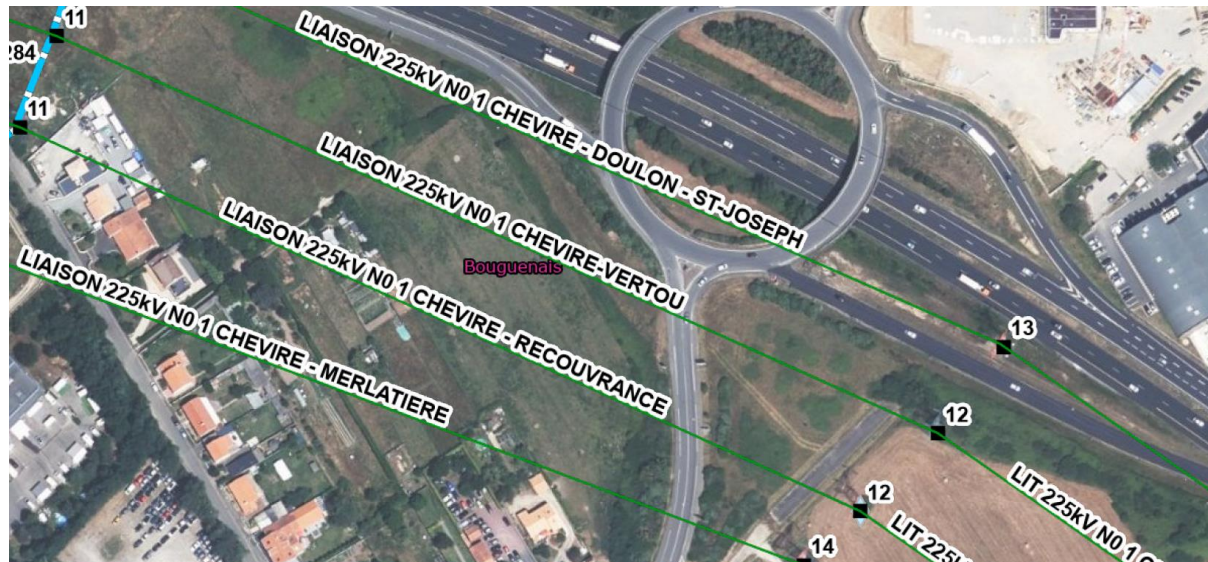 11
284
11
LIAISON 225kV N0 1 CHEVIRE - DOULON - ST-JOSEPH
LIAISON 225kV N0 1 CHEVIRE-VERTOU
LIAISON 225kV N0 1 CHEVIRE - RECOUVRANCE
LIAISON 225kV N0 1 CHEVIRE - MERLATIERE
Bouguenais
13
12
12
14
LIT 225kV N0 1
LIT 225k